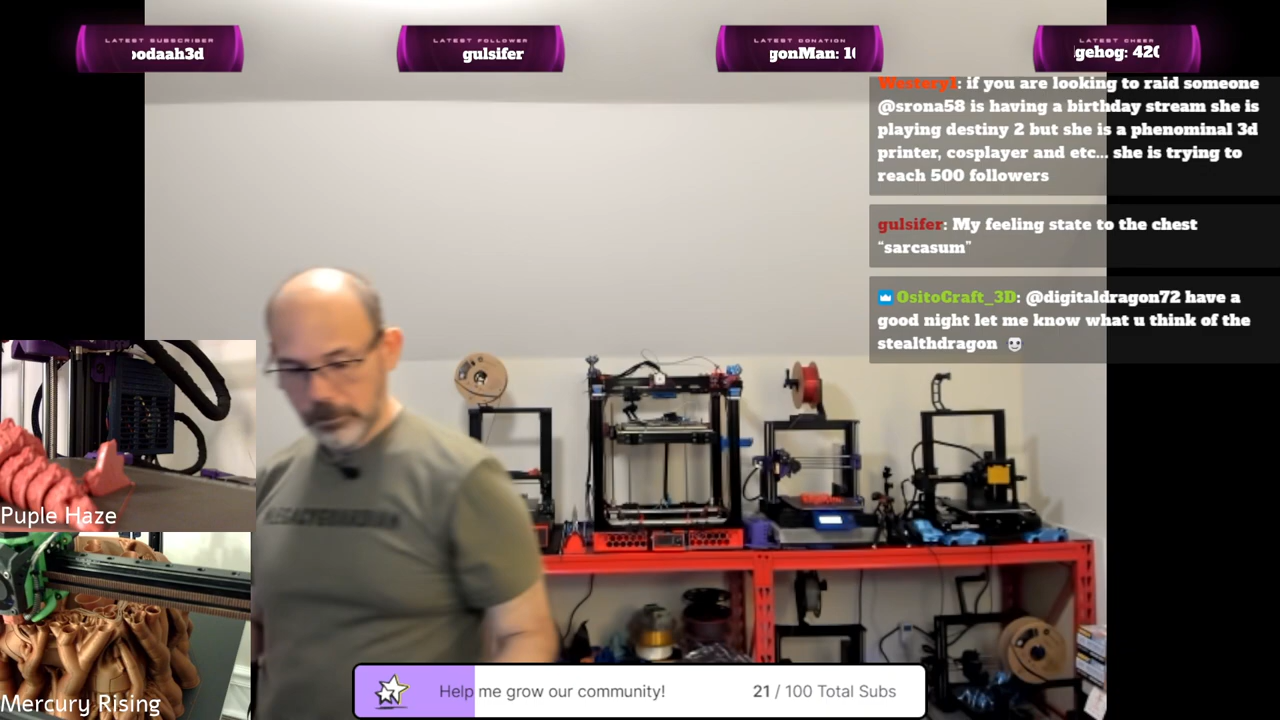 LATEST SUBSCRIBER
oodaah3d
LATEST FOLLOWER
gulsifer
LATEST DONATION
gonMan: 1(
LATEST CHEER
gehog: 42(
Westery1: if you are looking to raid someone
@srona58 is having a birthday stream she is
playing destiny 2 but she is a phenominal 3d
printer, cosplayer and etc... she is trying to
reach 500 followers
gulsifer: My feeling state to the chest
“sarcasum”
OsitoCraft_3D: @digitaldragon72 have a
good night let me know what u think of the
stealthdragon
Puple Haze
Mercury Rising
Help me grow our community!
21 / 100 Total Subs